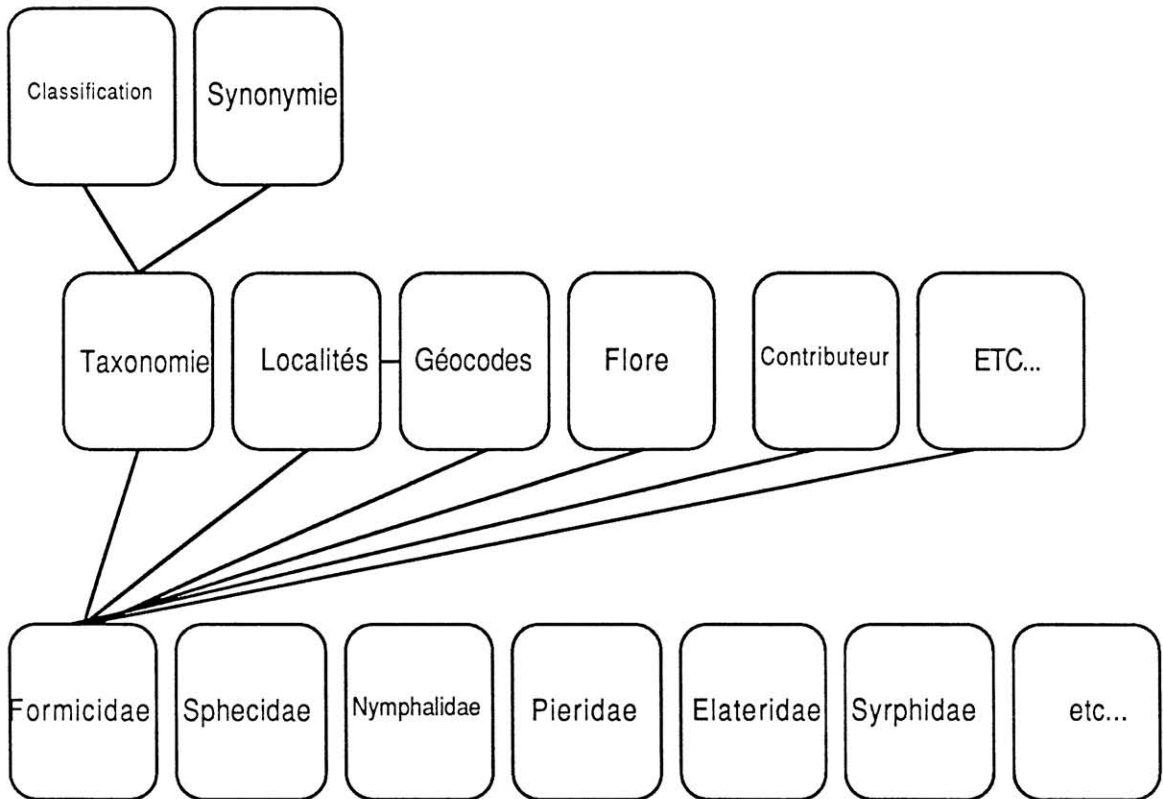 Classification
Synonymie
Taxonomie
Localités
Géocodes
Flore
Contributeur
ETC...
Formicidae
Sphecidae
Nymphalidae
Pieridae
Elateridae
Syrphidae
etc...